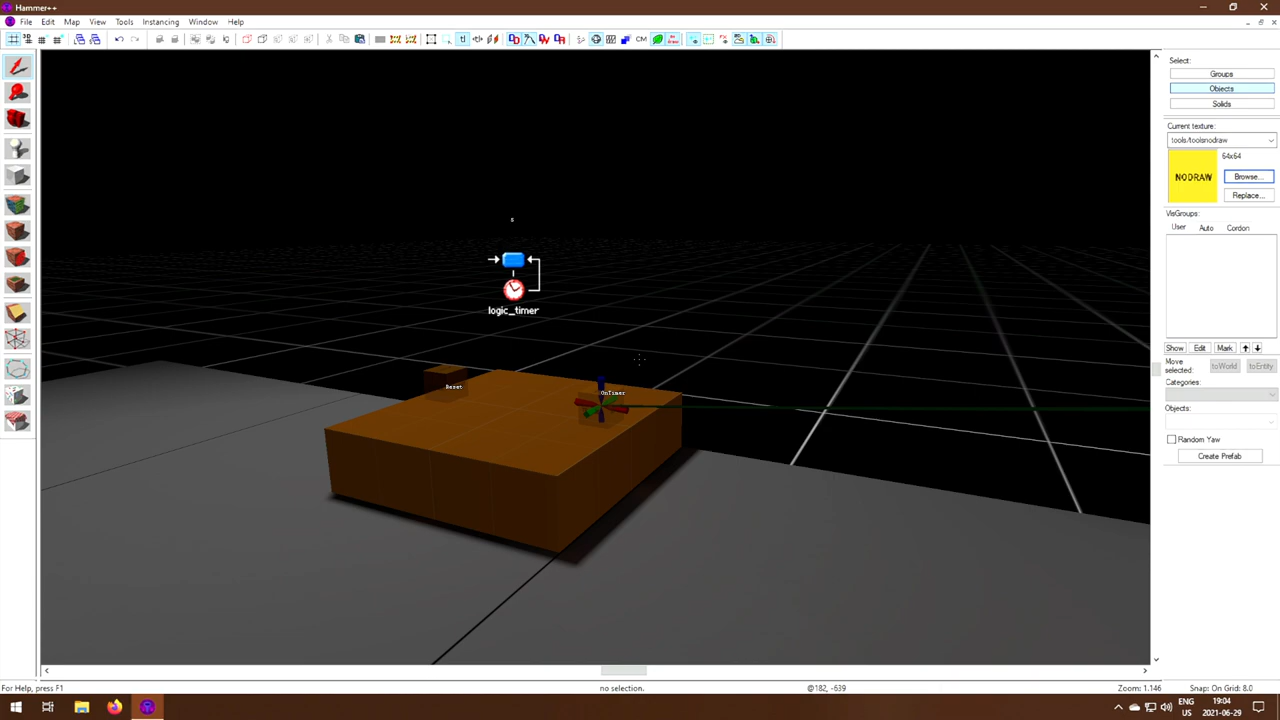 Hammer++
File Edit Map View Tools Instancing Window Help
CM
Select:
Groups
Objects
Solids
Current texture:
tools/toolsnodraw
64x64
NODRAW
Browse...
Replace...
VisGroups:
User Auto Cordon
s
logic_timer
Reset
OnTimer
Show Edit Mark
Move selected:
toWorld toEntity
Categories:
Objects:
Random Yaw
Create Prefab
For Help, press F1
no selection.
@182, -639
Zoom: 1.146
Snap: On Grid: 8.0
ENG
US
19:04
2021-06-29